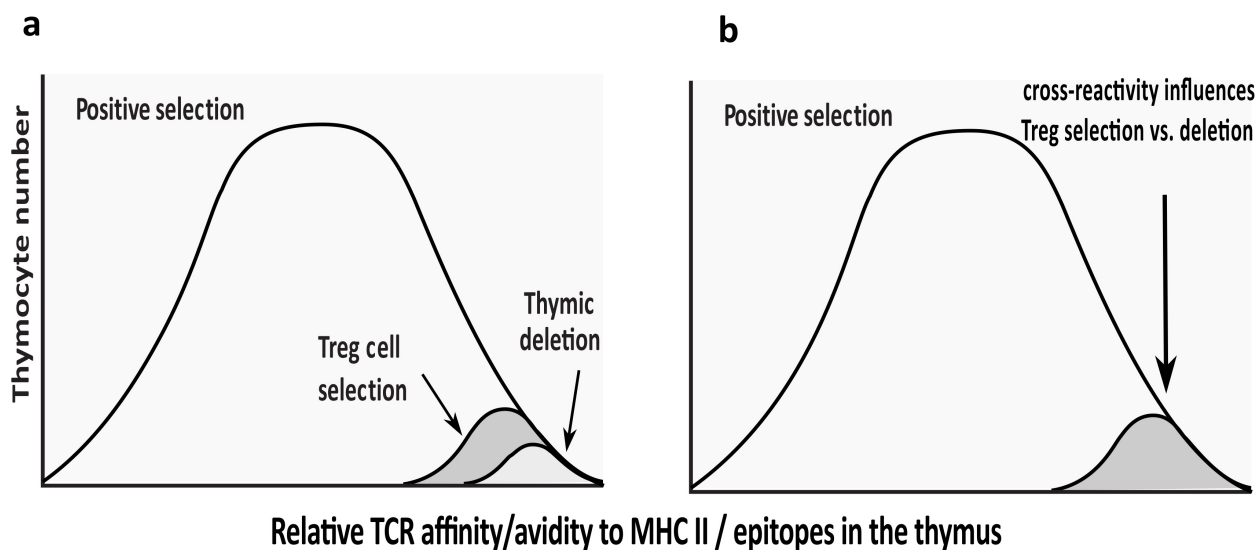 a
Positive selection
Thymocyte number
Treg cell
selection
Thymic
deletion
b
Positive selection
cross-reactivity influences
Treg selection vs. deletion
Relative TCR affinity/avidity to MHC II / epitopes in the thymus